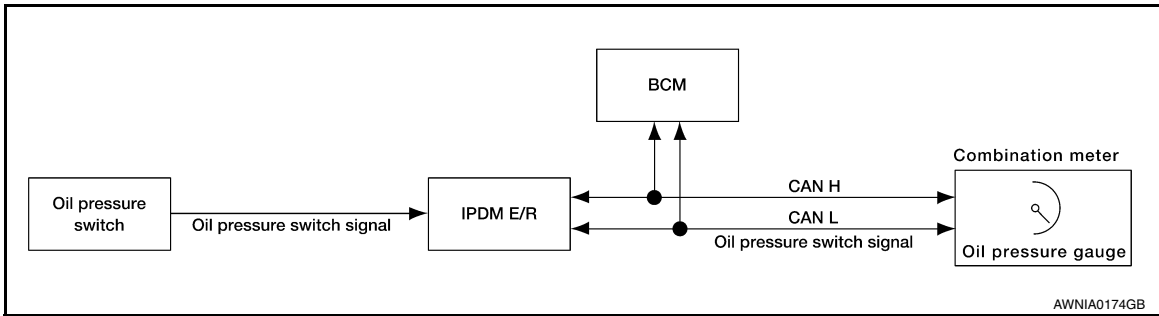 BCM
Combination meter
Oil pressure
switch
Oil pressure switch signal
IPDM E/R
CAN H
CAN L
Oil pressure switch signal
Oil pressure gauge
AWNIA0174GB